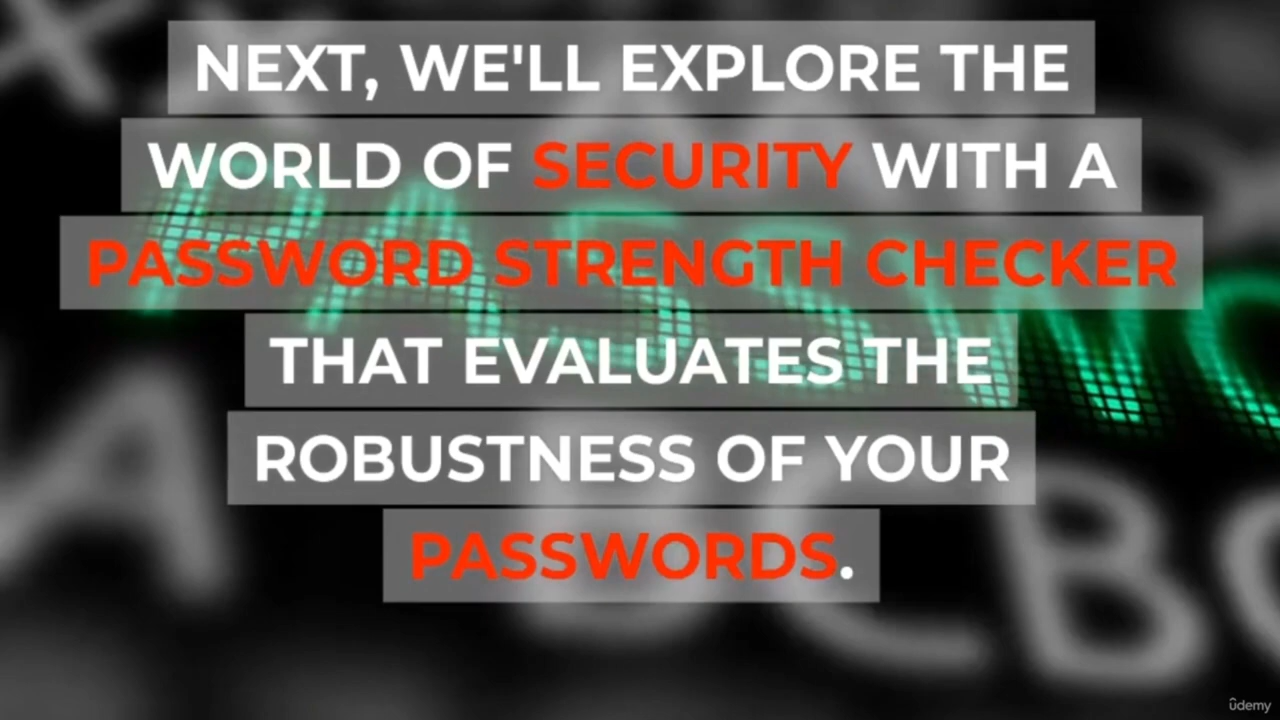 NEXT, WE'LL EXPLORE THE
WORLD OF SECURITY WITH A
PASSWORD STRENGTH CHECKER
THAT EVALUATES THE
ROBUSTNESS OF YOUR
PASSWORDS.
udemy